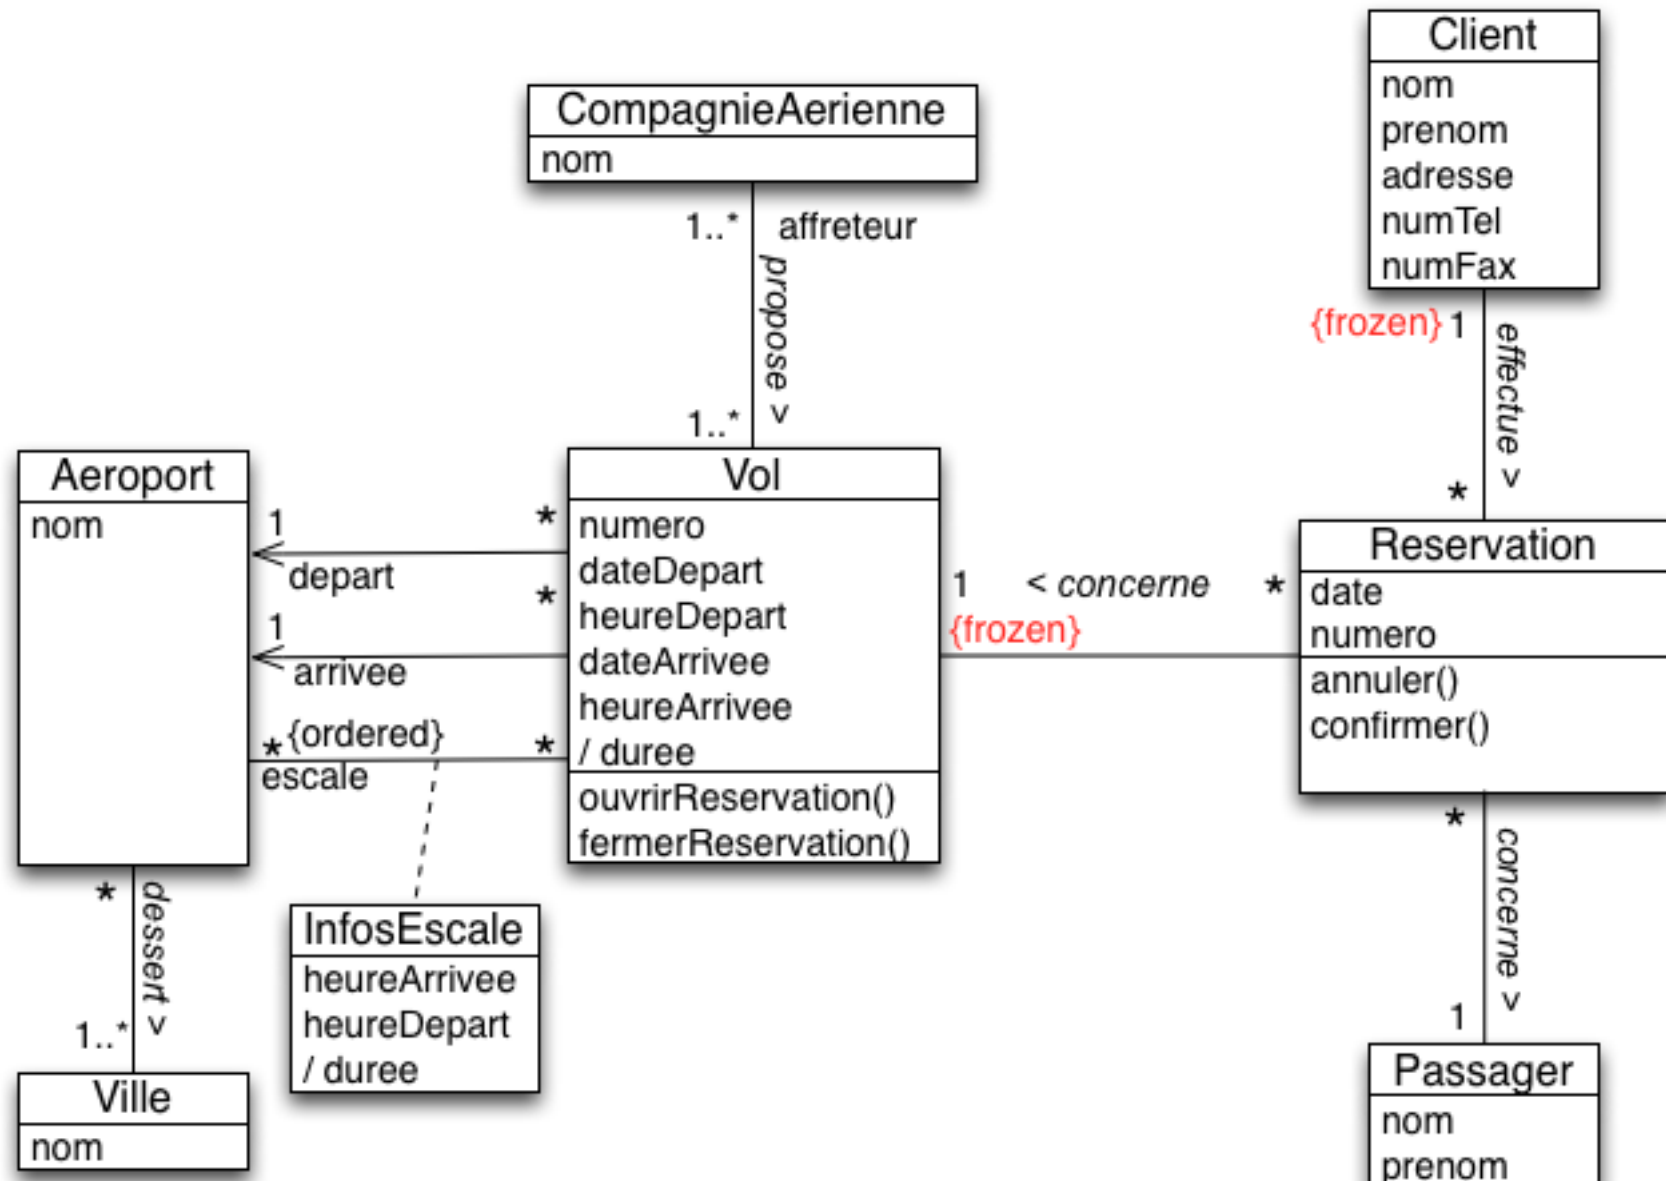 Client
nom
prenom
adresse
numTel
numFax
CompagnieAerienne
nom
1..* affreteur
propose >
1..*
{frozen} 1
effectue >
*
Aeroport
nom
Vol
numero
dateDepart
heureDepart
dateArrivee
heureArrivee
/ duree
ouvrirReservation()
fermerReservation()
1 *
depart
*
1
arrivee
* {ordered} *
escale
1 < concerne *
{frozen}
Reservation
date
numero
annuler()
confirmer()
*
concerne >
1
*
dessert >
1..*
InfosEscale
heureArrivee
heureDepart
/ duree
Ville
nom
Passager
nom
prenom